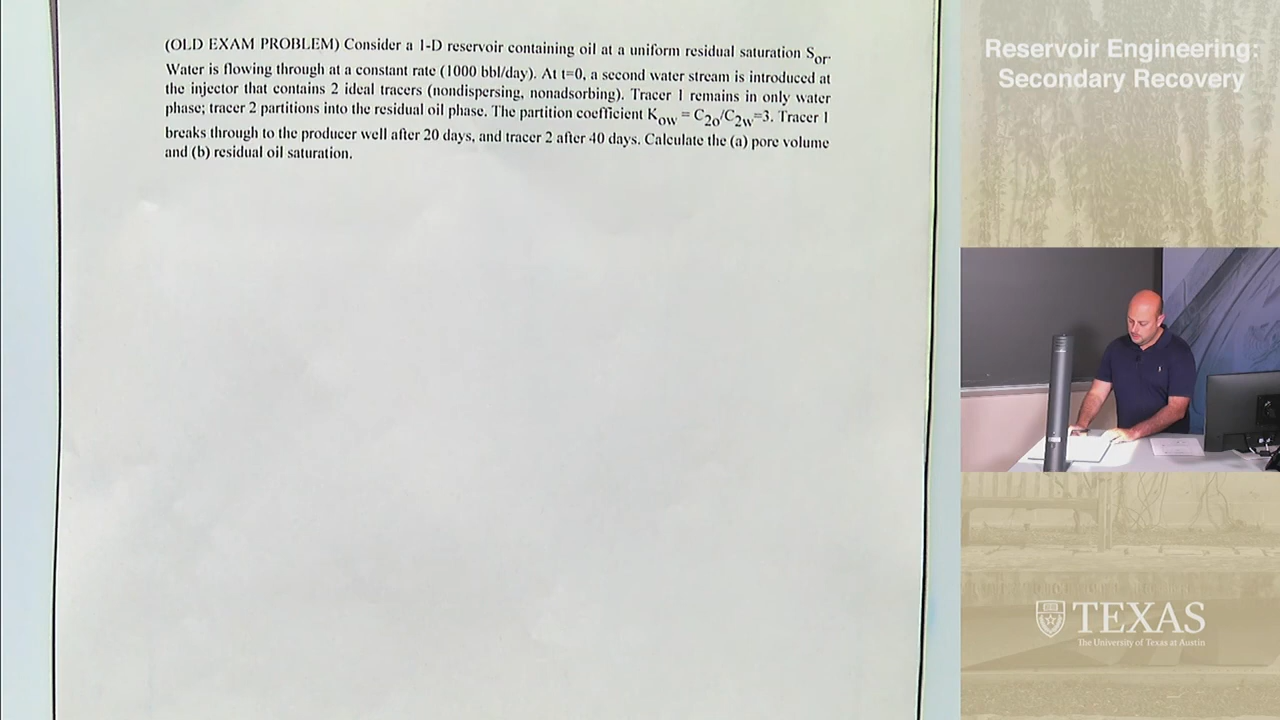 (OLD EXAM PROBLEM) Consider a 1-D reservoir containing oil at a uniform residual saturation Sor.
Water is flowing through at a constant rate (1000 bbl/day). At t=0, a second water stream is introduced at
the injector that contains 2 ideal tracers (nondispersing, nonadsorbing). Tracer 1 remains in only water
phase; tracer 2 partitions into the residual oil phase. The partition coefficient Kow = C2o/C2w=3. Tracer 1
breaks through to the producer well after 20 days, and tracer 2 after 40 days. Calculate the (a) pore volume
and (b) residual oil saturation.
Reservoir Engineering:
Secondary Recovery
TEXAS
The University of Texas at Austin